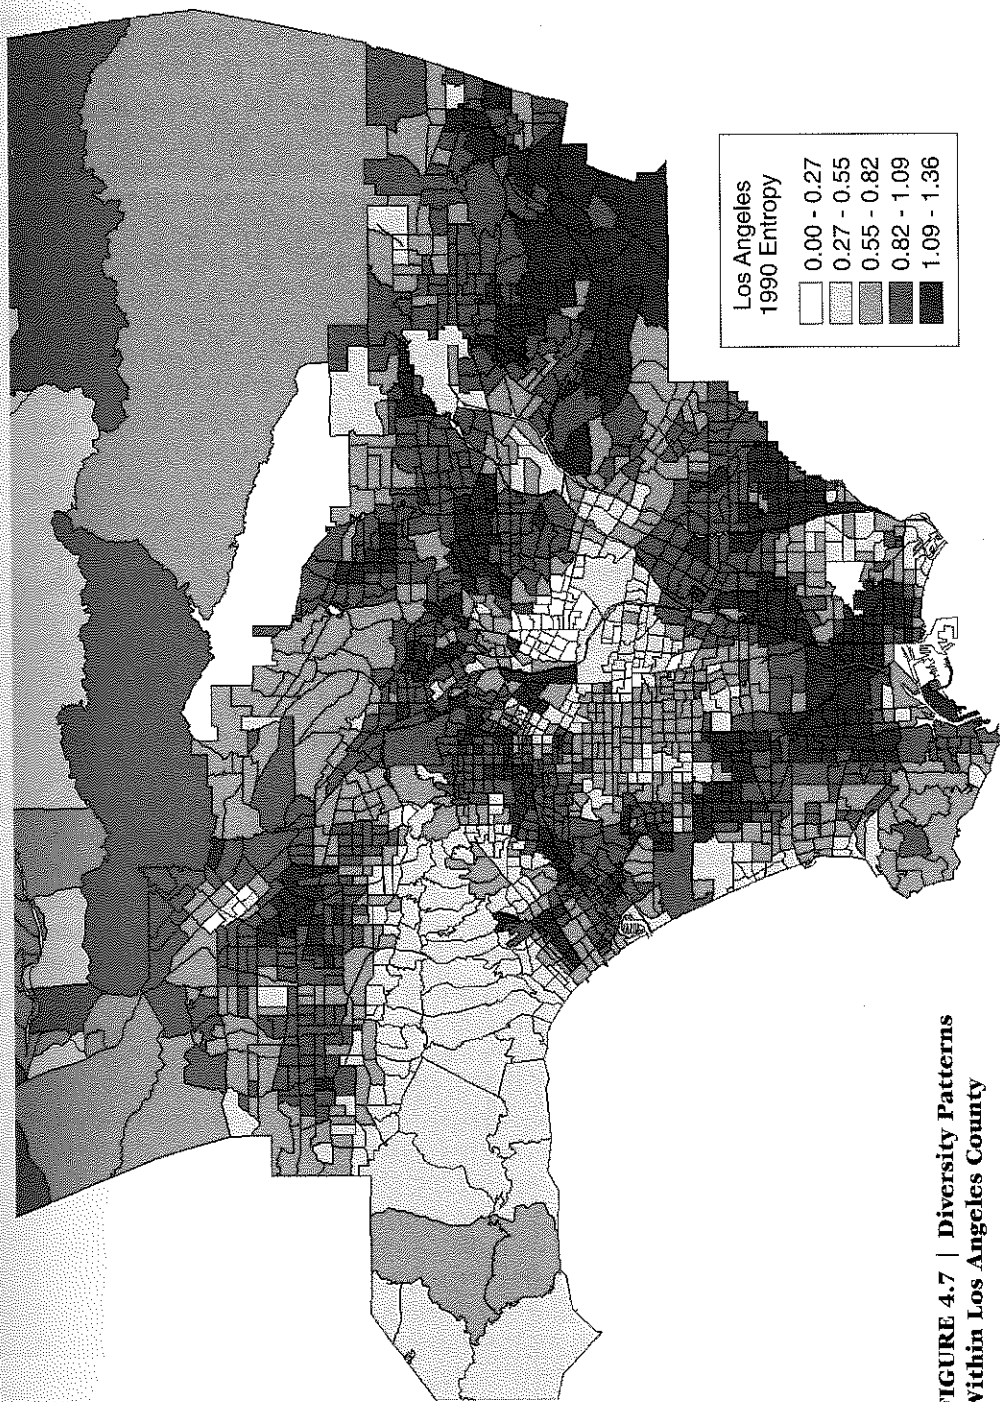 Los Angeles
1990 Entropy
0.00 - 0.27
0.27 - 0.55
0.55 - 0.82
0.82 - 1.09
1.09 - 1.36
FIGURE 4.7 | Diversity Patterns
Within Los Angeles County